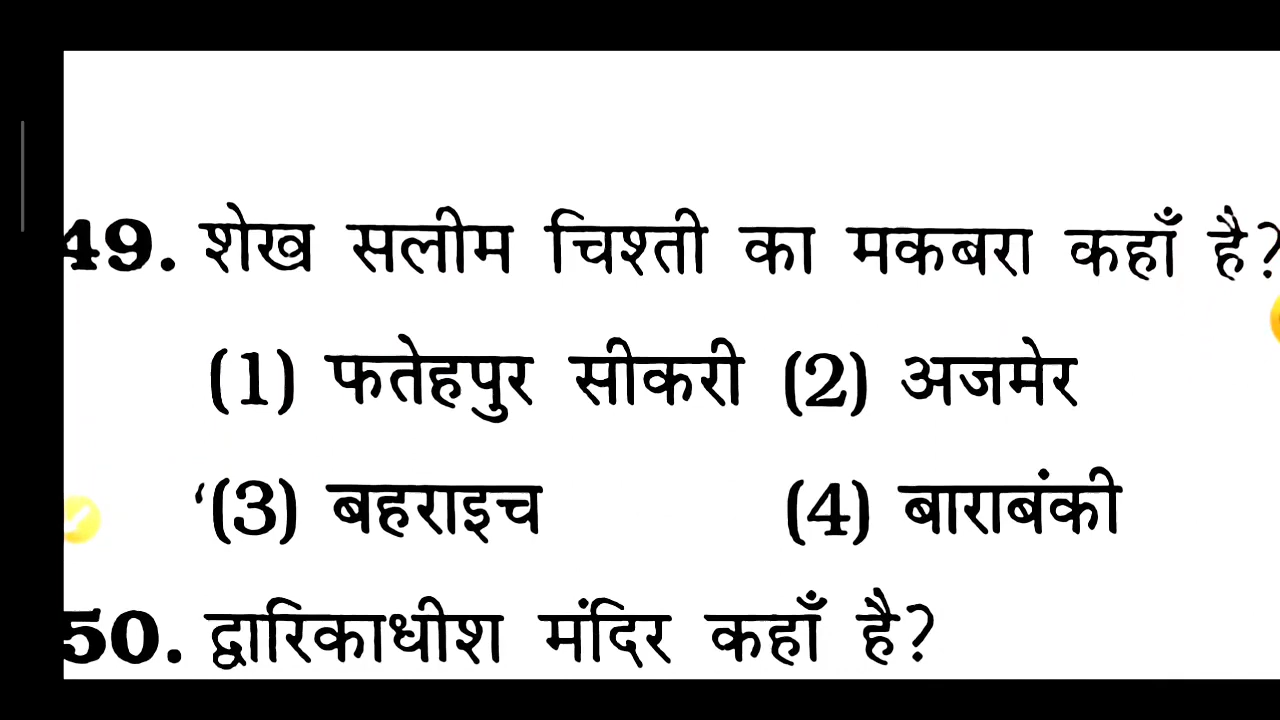 49. शेख सलीम चिश्ती का मकबरा कहाँ है?
(1) फतेहपुर सीकरी (2) अजमेर
‘(3) बहराइच (4) बाराबंकी
50. द्वारिकाधीश मंदिर कहाँ है?